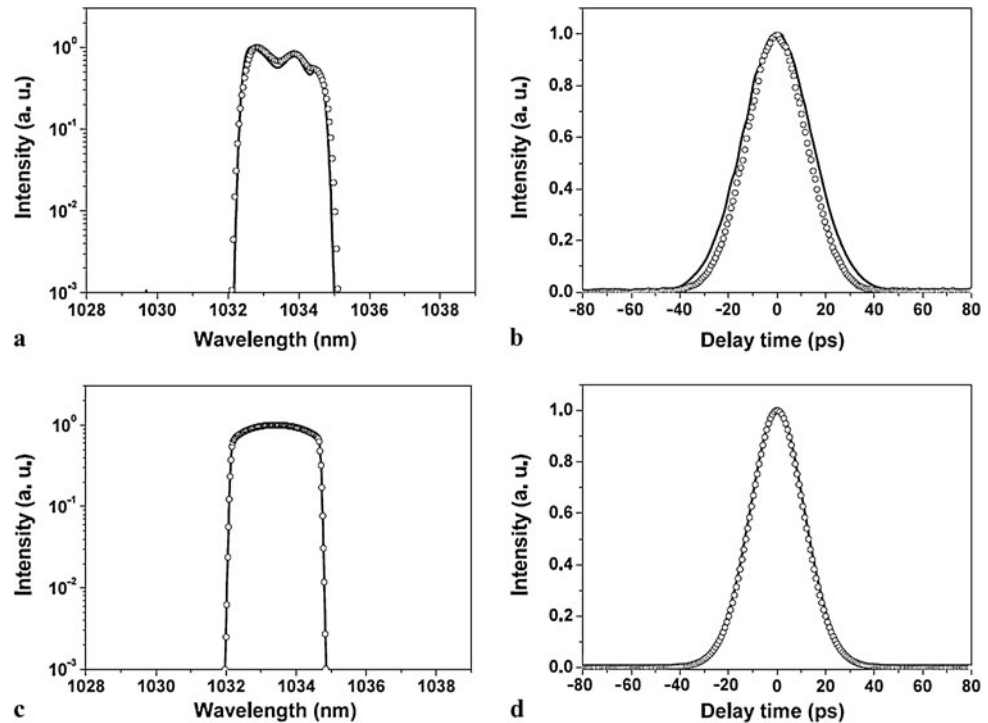 10⁰
10⁻¹
10⁻²
10⁻³
Intensity (a. u.)
1028 1030 1032 1034 1036 1038
Wavelength (nm)
a
1.0
0.8
0.6
0.4
0.2
0.0
Intensity (a. u.)
-80 -60 -40 -20 0 20 40 60 80
Delay time (ps)
b
10⁰
10⁻¹
10⁻²
10⁻³
Intensity (a. u.)
1028 1030 1032 1034 1036 1038
Wavelength (nm)
c
1.0
0.8
0.6
0.4
0.2
0.0
Intensity (a. u.)
-80 -60 -40 -20 0 20 40 60 80
Delay time (ps)
d